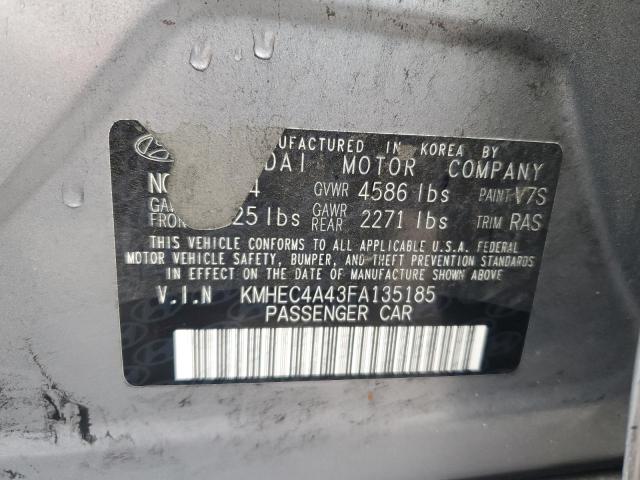 UFACTURED IN KOREA BY
DAI MOTOR COMPANY
4 GVWR 4586 lbs PAINT V7S
25 lbs GAWR REAR 2271 lbs TRIM RAS
THIS VEHICLE CONFORMS TO ALL APPLICABLE U.S.A. FEDERAL
MOTOR VEHICLE SAFETY, BUMPER, AND THEFT PREVENTION STANDARDS
IN EFFECT ON THE DATE OF MANUFACTURE SHOWN ABOVE.
V.I.N KMHEC4A43FA135185
PASSENGER CAR